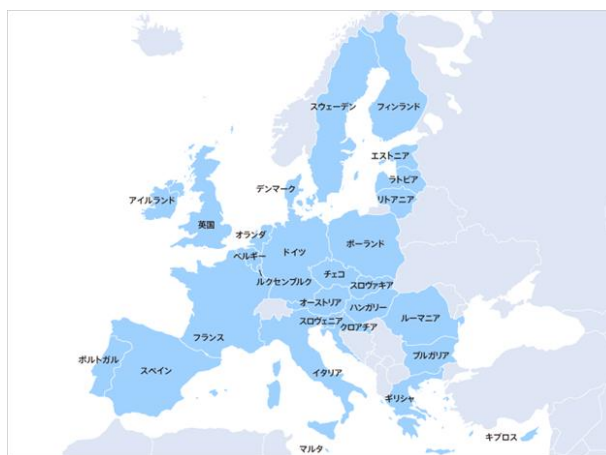 スウェーデン
フィンランド
エストニア
ラトビア
リトアニア
デンマーク
アイルランド
英国
オランダ
ベルギー
ドイツ
ポーランド
ルクセンブルク
チェコ
スロヴァキア
オーストリア
ハンガリー
ルーマニア
スロヴェニア
クロアチア
フランス
ブルガリア
ポルトガル
スペイン
イタリア
ギリシャ
キプロス
マルタ